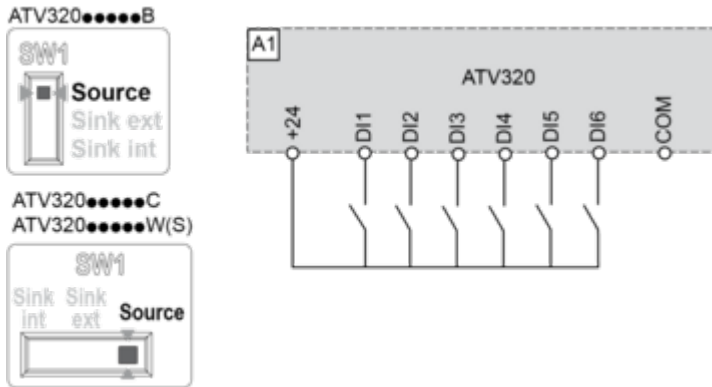 ATV320●●●●●B
SW1
Source
Sink ext
Sink int
ATV320●●●●●C
ATV320●●●●●W(S)
SW1
Sink int
Sink ext
Source
A1
ATV320
+24
DI1
DI2
DI3
DI4
DI5
DI6
COM